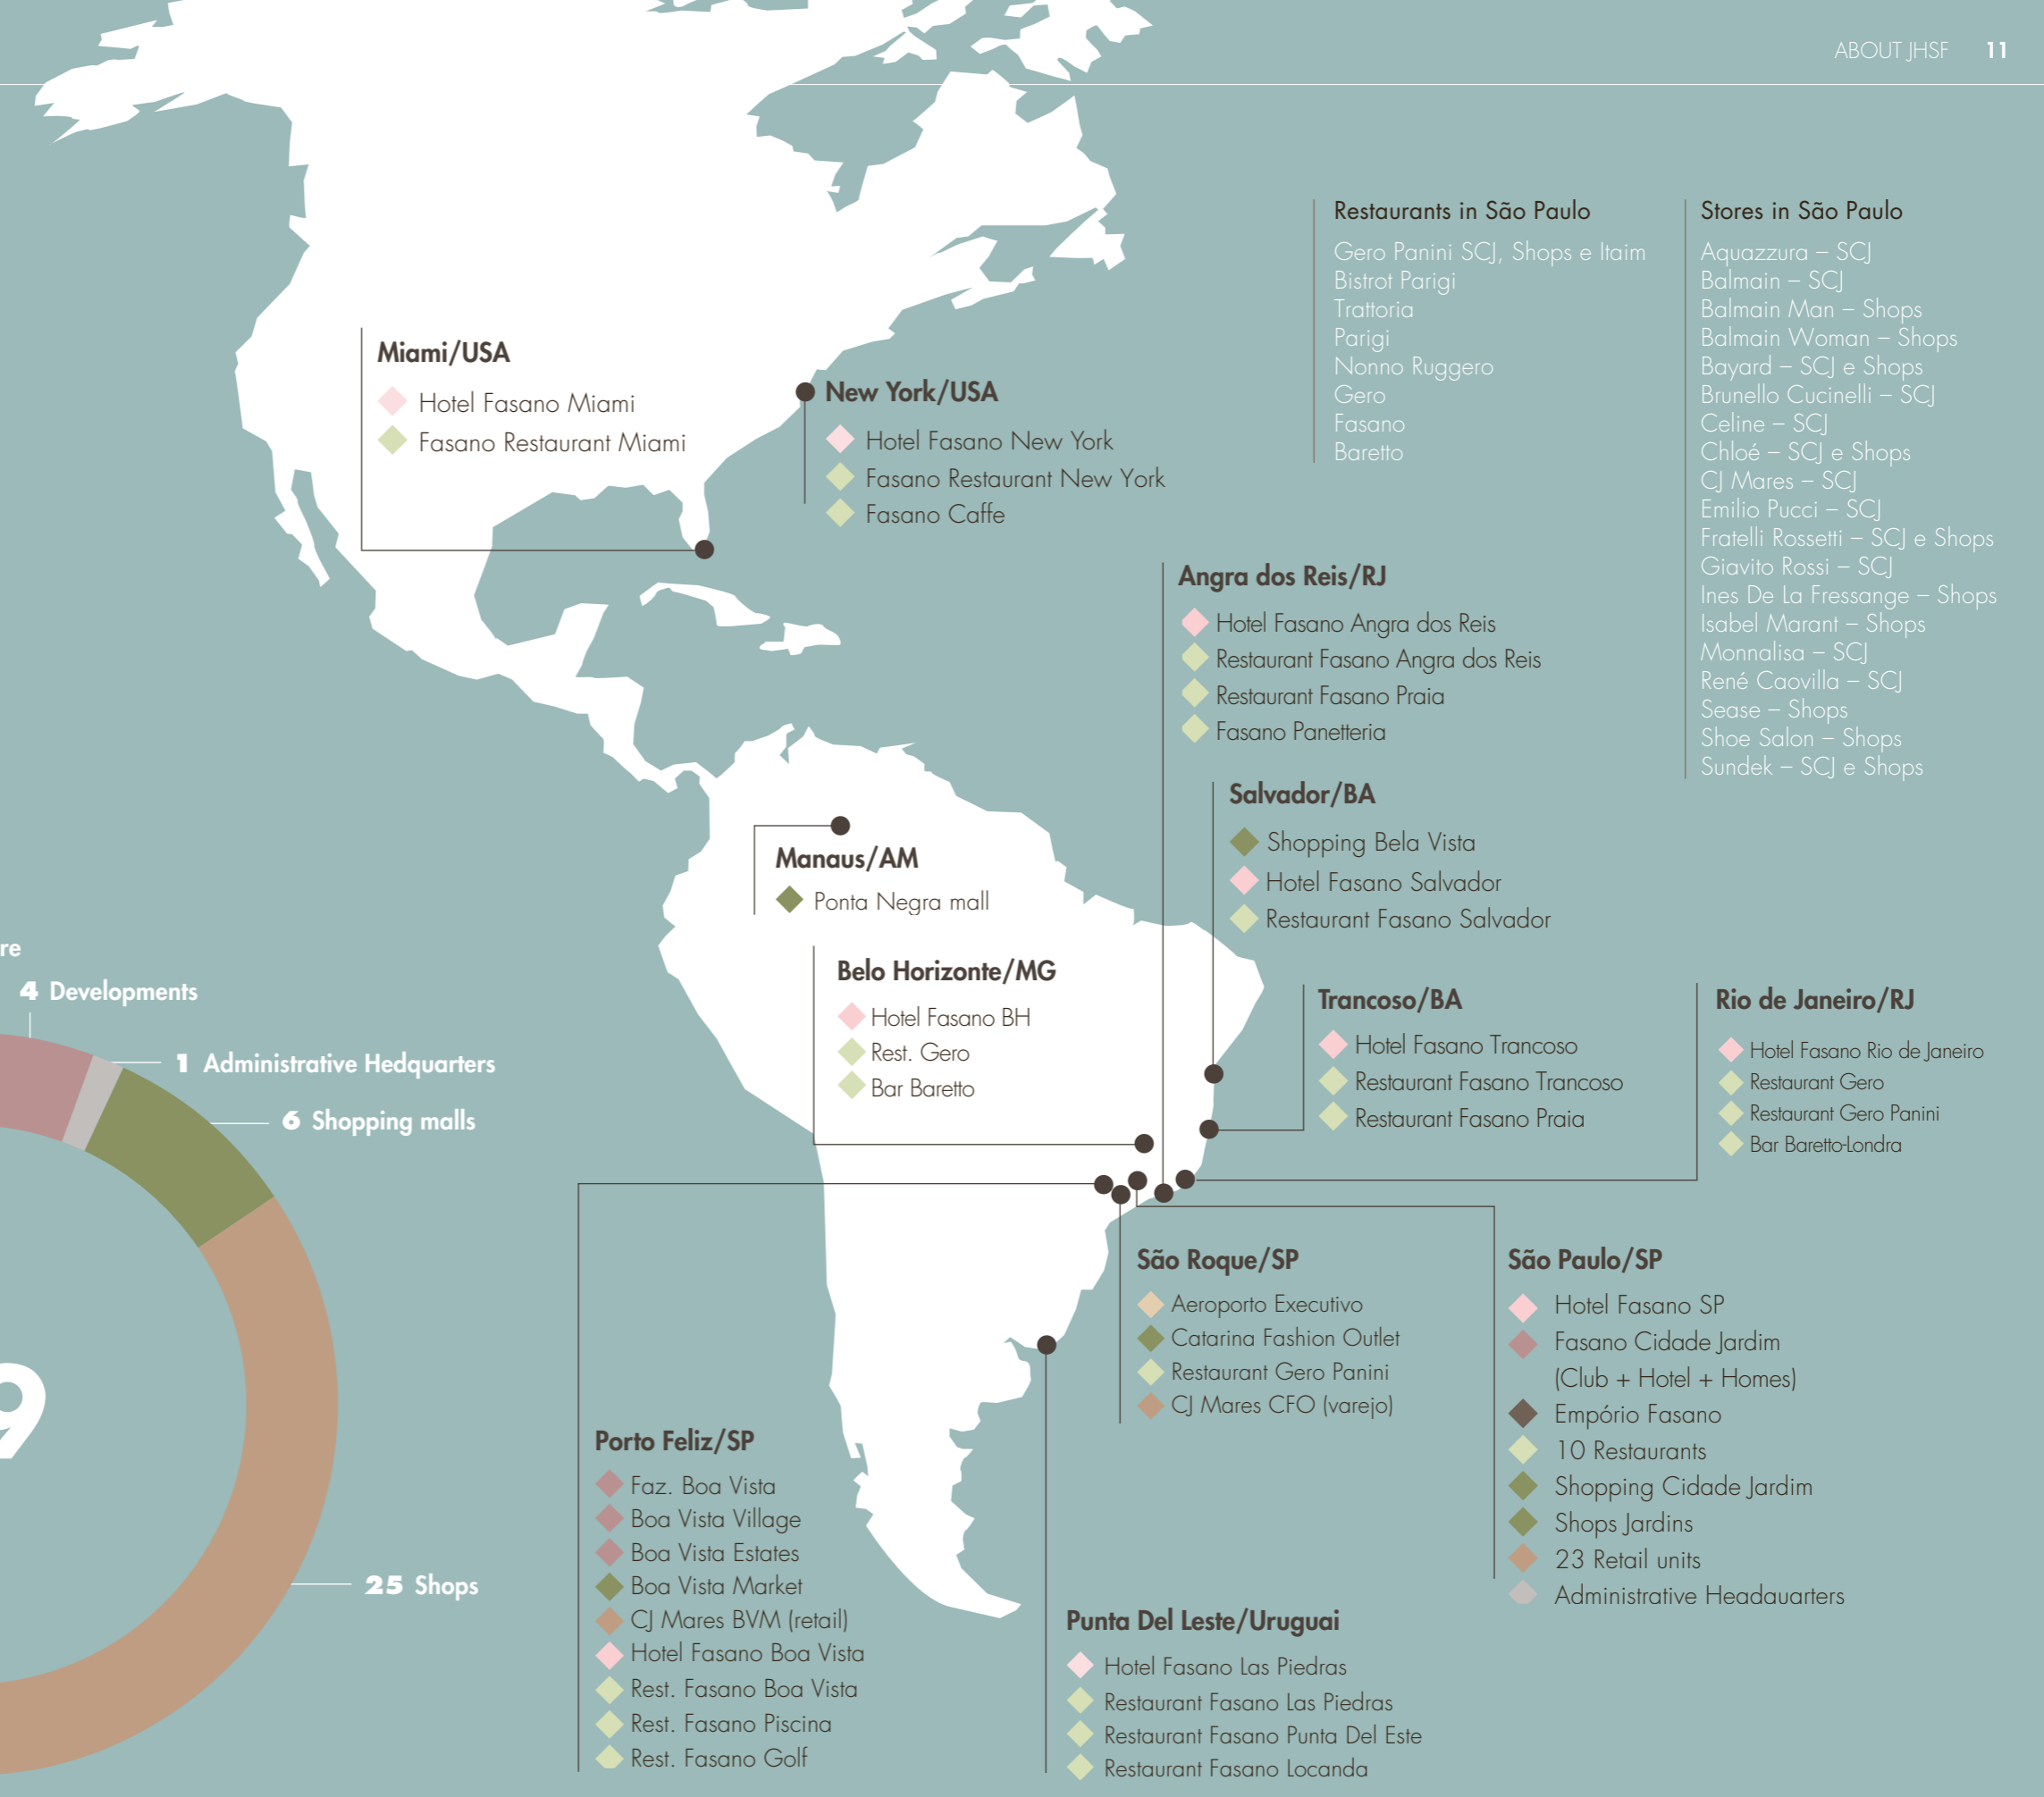 ABOUT JHSF 11
Restaurants in São Paulo
Gero Panini SCJ, Shops e Itaim
Bistrot Parigi
Trattoria
Parigi
Nonno Ruggero
Gero
Fasano
Baretto
Stores in São Paulo
Aquazzura – SCJ
Balmain – SCJ
Balmain Man – Shops
Balmain Woman – Shops
Bayard – SCJ e Shops
Brunello Cucinelli – SCJ
Celine – SCJ
Chloé – SCJ e Shops
CJ Mares – SCJ
Emilio Pucci – SCJ
Fratelli Rossetti – SCJ e Shops
Giavito Rossi – SCJ
Ines De La Fressange – Shops
Isabel Marant – Shops
Monnalisa – SCJ
René Caovilla – SCJ
Sease – Shops
Shoe Salon – Shops
Sundek – SCJ e Shops
Miami/USA
Hotel Fasano Miami
Fasano Restaurant Miami
New York/USA
Hotel Fasano New York
Fasano Restaurant New York
Fasano Caffe
Angra dos Reis/RJ
Hotel Fasano Angra dos Reis
Restaurant Fasano Angra dos Reis
Restaurant Fasano Praia
Fasano Panetteria
Salvador/BA
Shopping Bela Vista
Hotel Fasano Salvador
Restaurant Fasano Salvador
Manaus/AM
Ponta Negra mall
Belo Horizonte/MG
Hotel Fasano BH
Rest. Gero
Bar Baretto
Trancoso/BA
Hotel Fasano Trancoso
Restaurant Fasano Trancoso
Restaurant Fasano Praia
Rio de Janeiro/RJ
Hotel Fasano Rio de Janeiro
Restaurant Gero
Restaurant Gero Panini
Bar Baretto-Londra
re
4 Developments
1 Administrative Hedquarters
6 Shopping malls
9
25 Shops
São Roque/SP
Aeroporto Executivo
Catarina Fashion Outlet
Restaurant Gero Panini
CJ Mares CFO (varejo)
São Paulo/SP
Hotel Fasano SP
Fasano Cidade Jardim
(Club + Hotel + Homes)
Empório Fasano
10 Restaurants
Shopping Cidade Jardim
Shops Jardins
23 Retail units
Administrative Headquarters
Porto Feliz/SP
Faz. Boa Vista
Boa Vista Village
Boa Vista Estates
Boa Vista Market
CJ Mares BVM (retail)
Hotel Fasano Boa Vista
Rest. Fasano Boa Vista
Rest. Fasano Piscina
Rest. Fasano Golf
Punta Del Leste/Uruguai
Hotel Fasano Las Piedras
Restaurant Fasano Las Piedras
Restaurant Fasano Punta Del Este
Restaurant Fasano Locanda